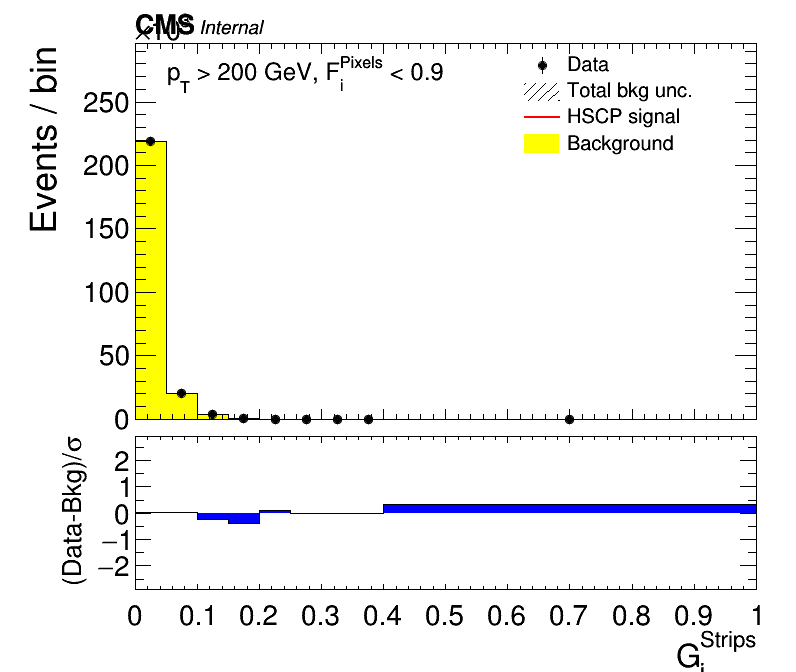 CMS Internal
×10³
p_T > 200 GeV, F_i^Pixels < 0.9
Data
Total bkg unc.
HSCP signal
Background
Events / bin
250
200
150
100
50
0
(Data-Bkg)/σ
2
1
0
−1
−2
0 0.1 0.2 0.3 0.4 0.5 0.6 0.7 0.8 0.9 1
G_i^Strips